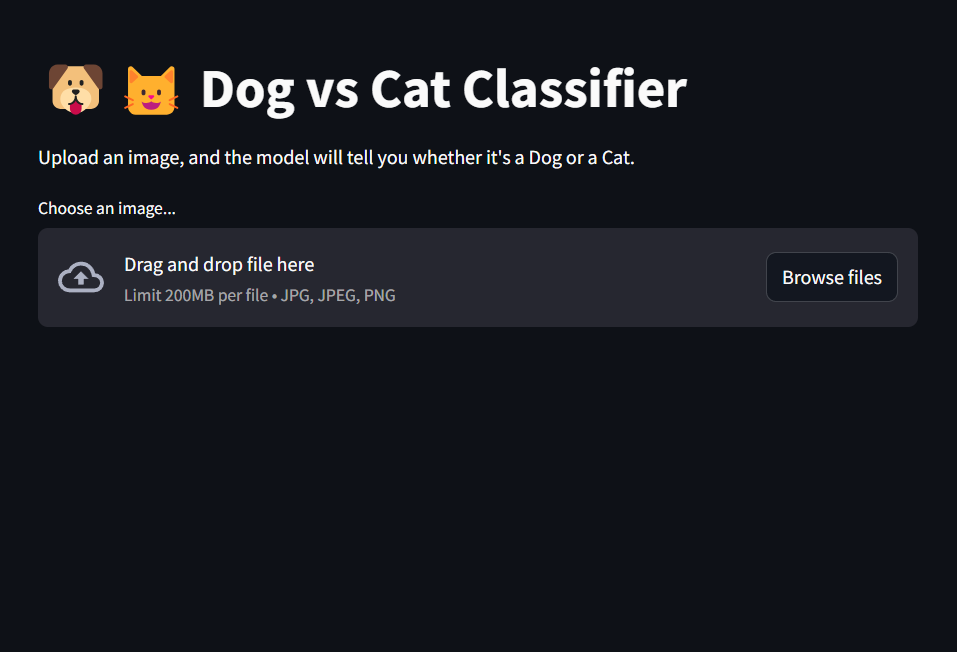 Dog vs Cat Classifier
Upload an image, and the model will tell you whether it's a Dog or a Cat.
Choose an image...
Drag and drop file here
Limit 200MB per file • JPG, JPEG, PNG
Browse files